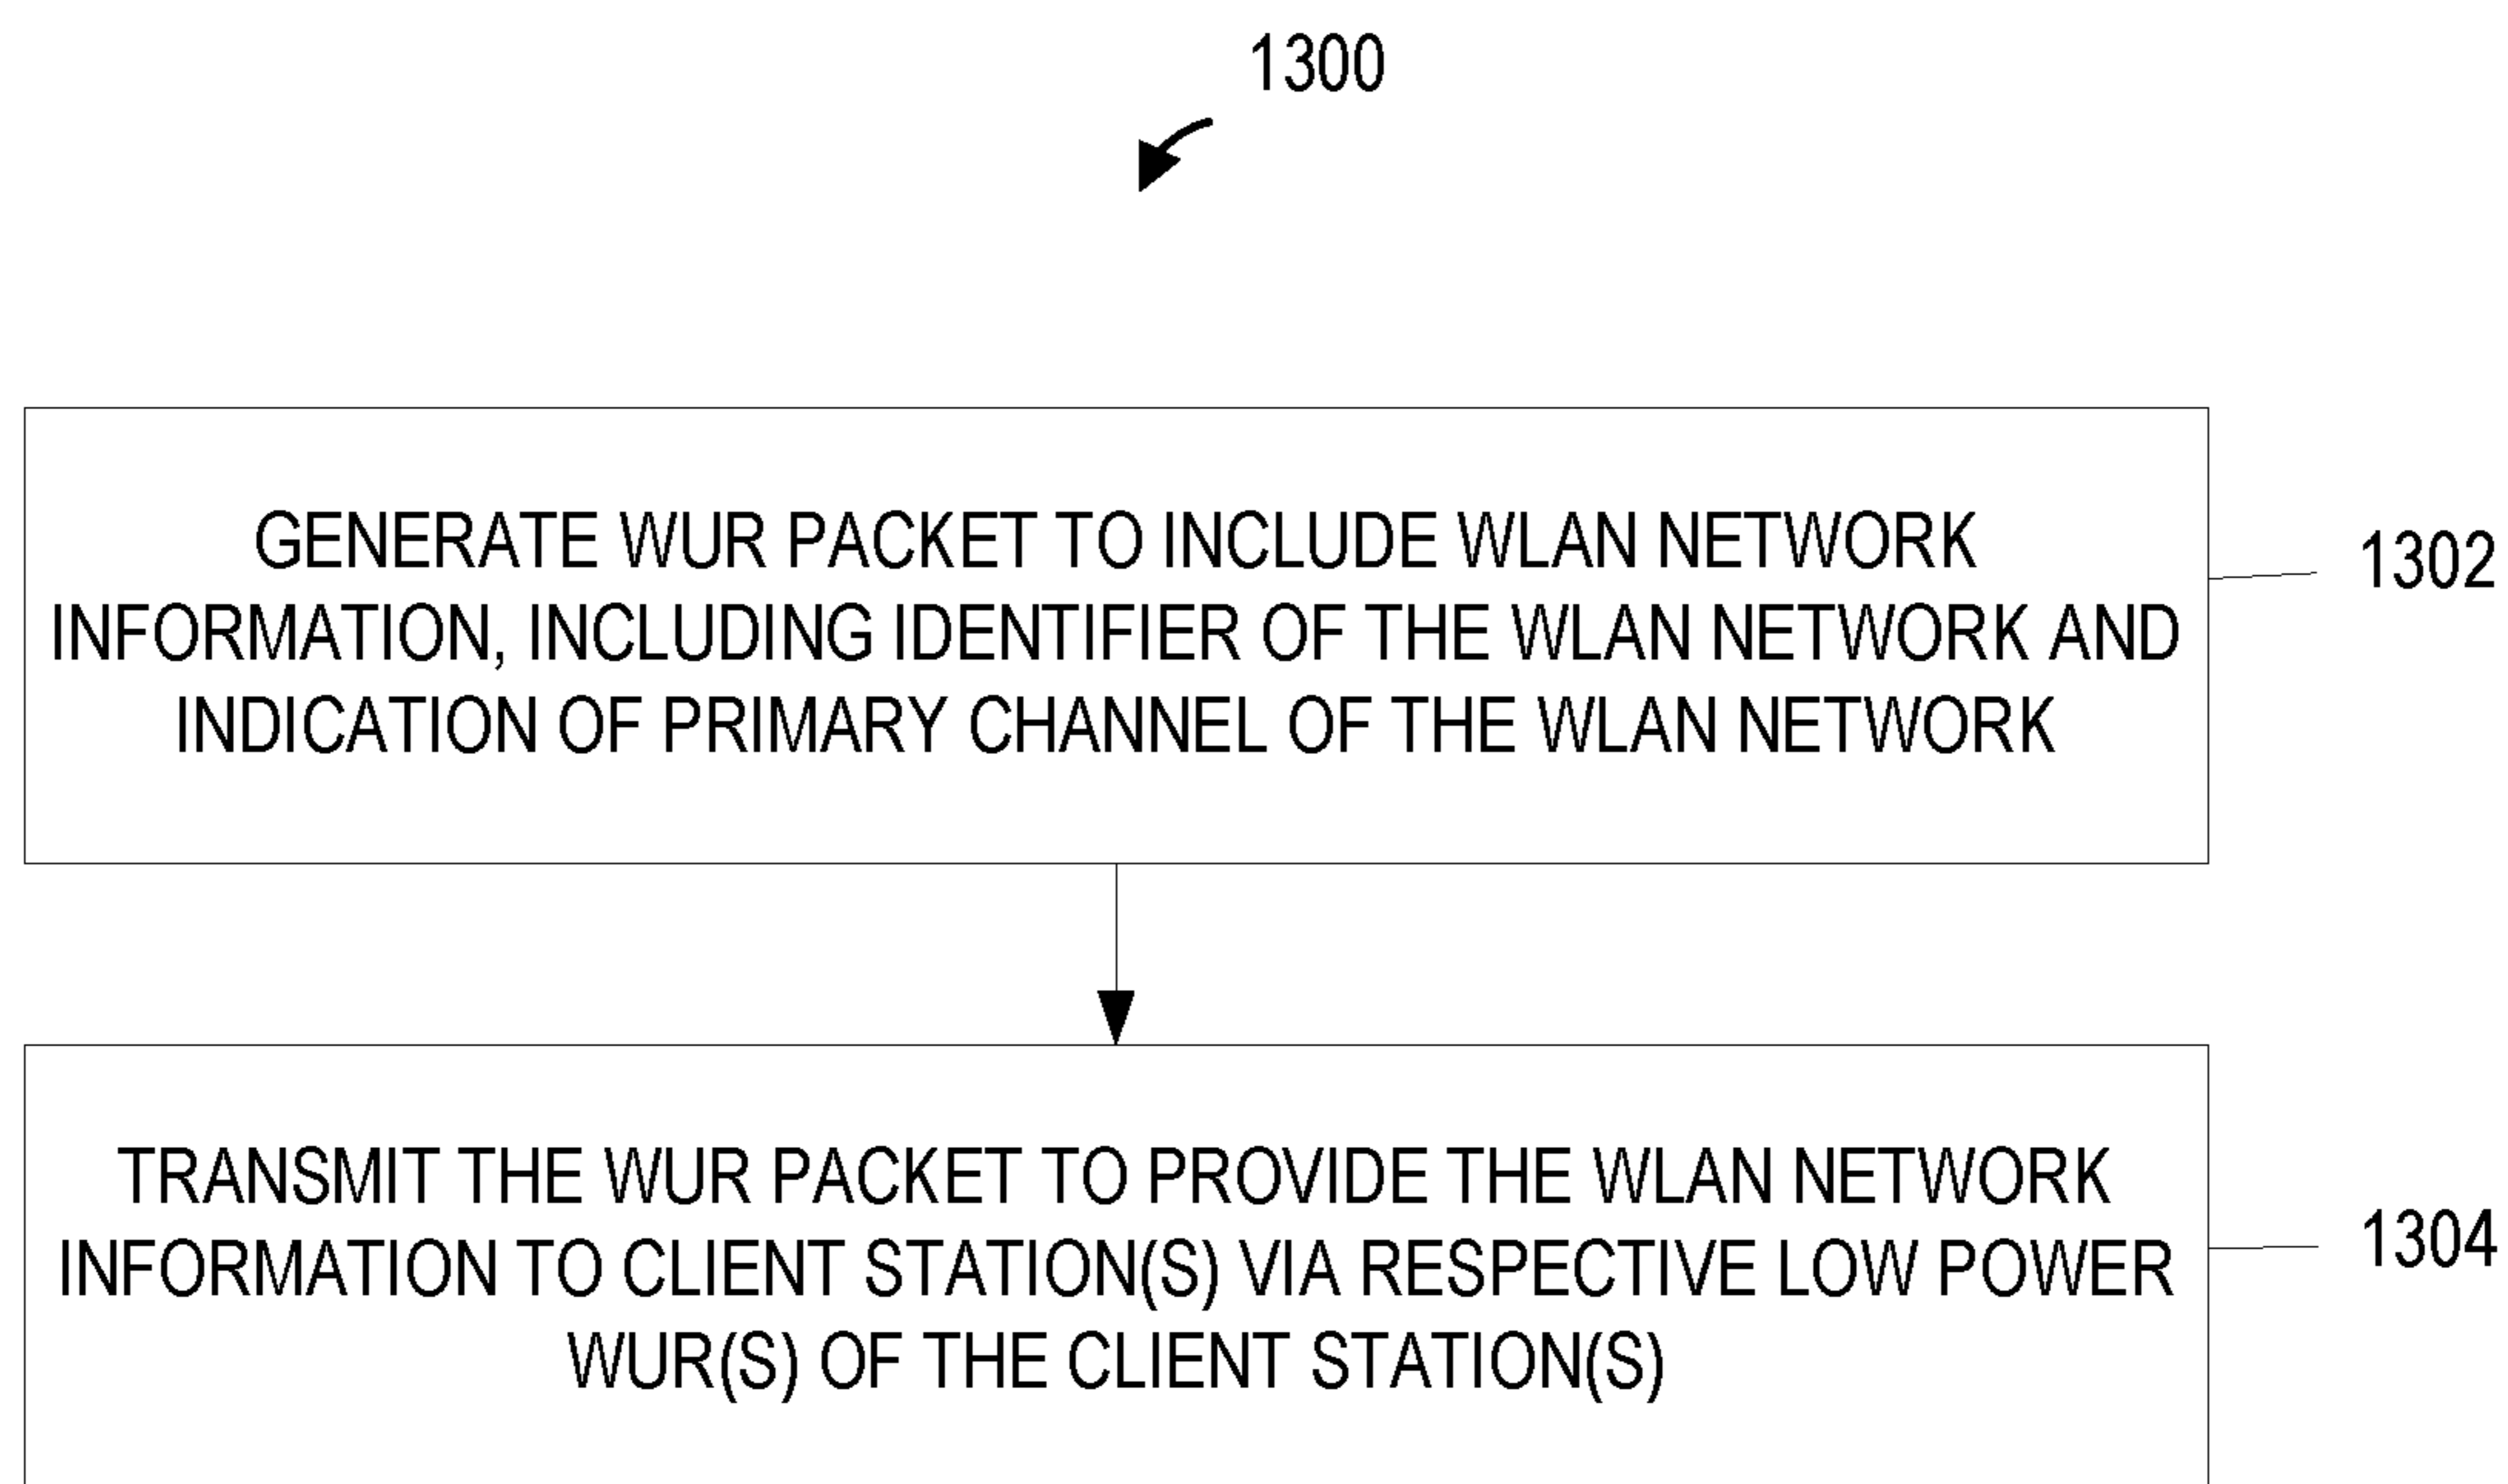 1300
GENERATE WUR PACKET TO INCLUDE WLAN NETWORK
INFORMATION, INCLUDING IDENTIFIER OF THE WLAN NETWORK AND
INDICATION OF PRIMARY CHANNEL OF THE WLAN NETWORK
1302
TRANSMIT THE WUR PACKET TO PROVIDE THE WLAN NETWORK
INFORMATION TO CLIENT STATION(S) VIA RESPECTIVE LOW POWER
WUR(S) OF THE CLIENT STATION(S)
1304